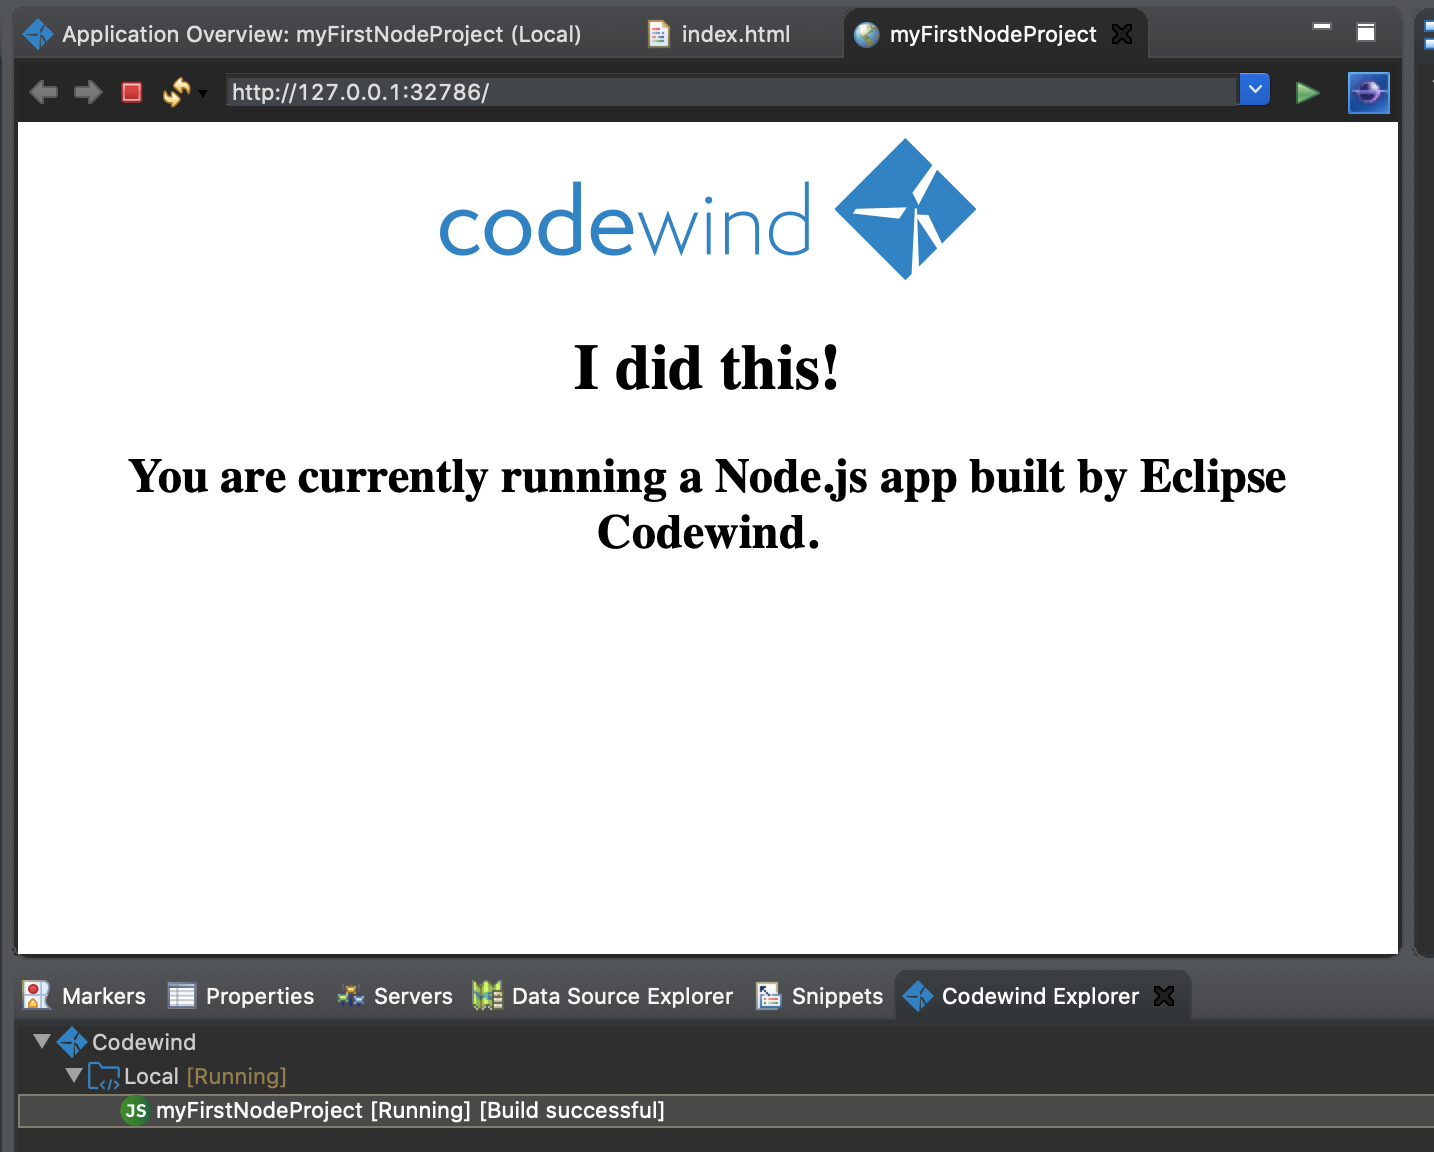 Application Overview: myFirstNodeProject (Local) index.html myFirstNodeProject
http://127.0.0.1:32786/
codewind
I did this!
You are currently running a Node.js app built by Eclipse
Codewind.
Markers Properties Servers Data Source Explorer Snippets Codewind Explorer
Codewind
Local [Running]
JS myFirstNodeProject [Running] [Build successful]